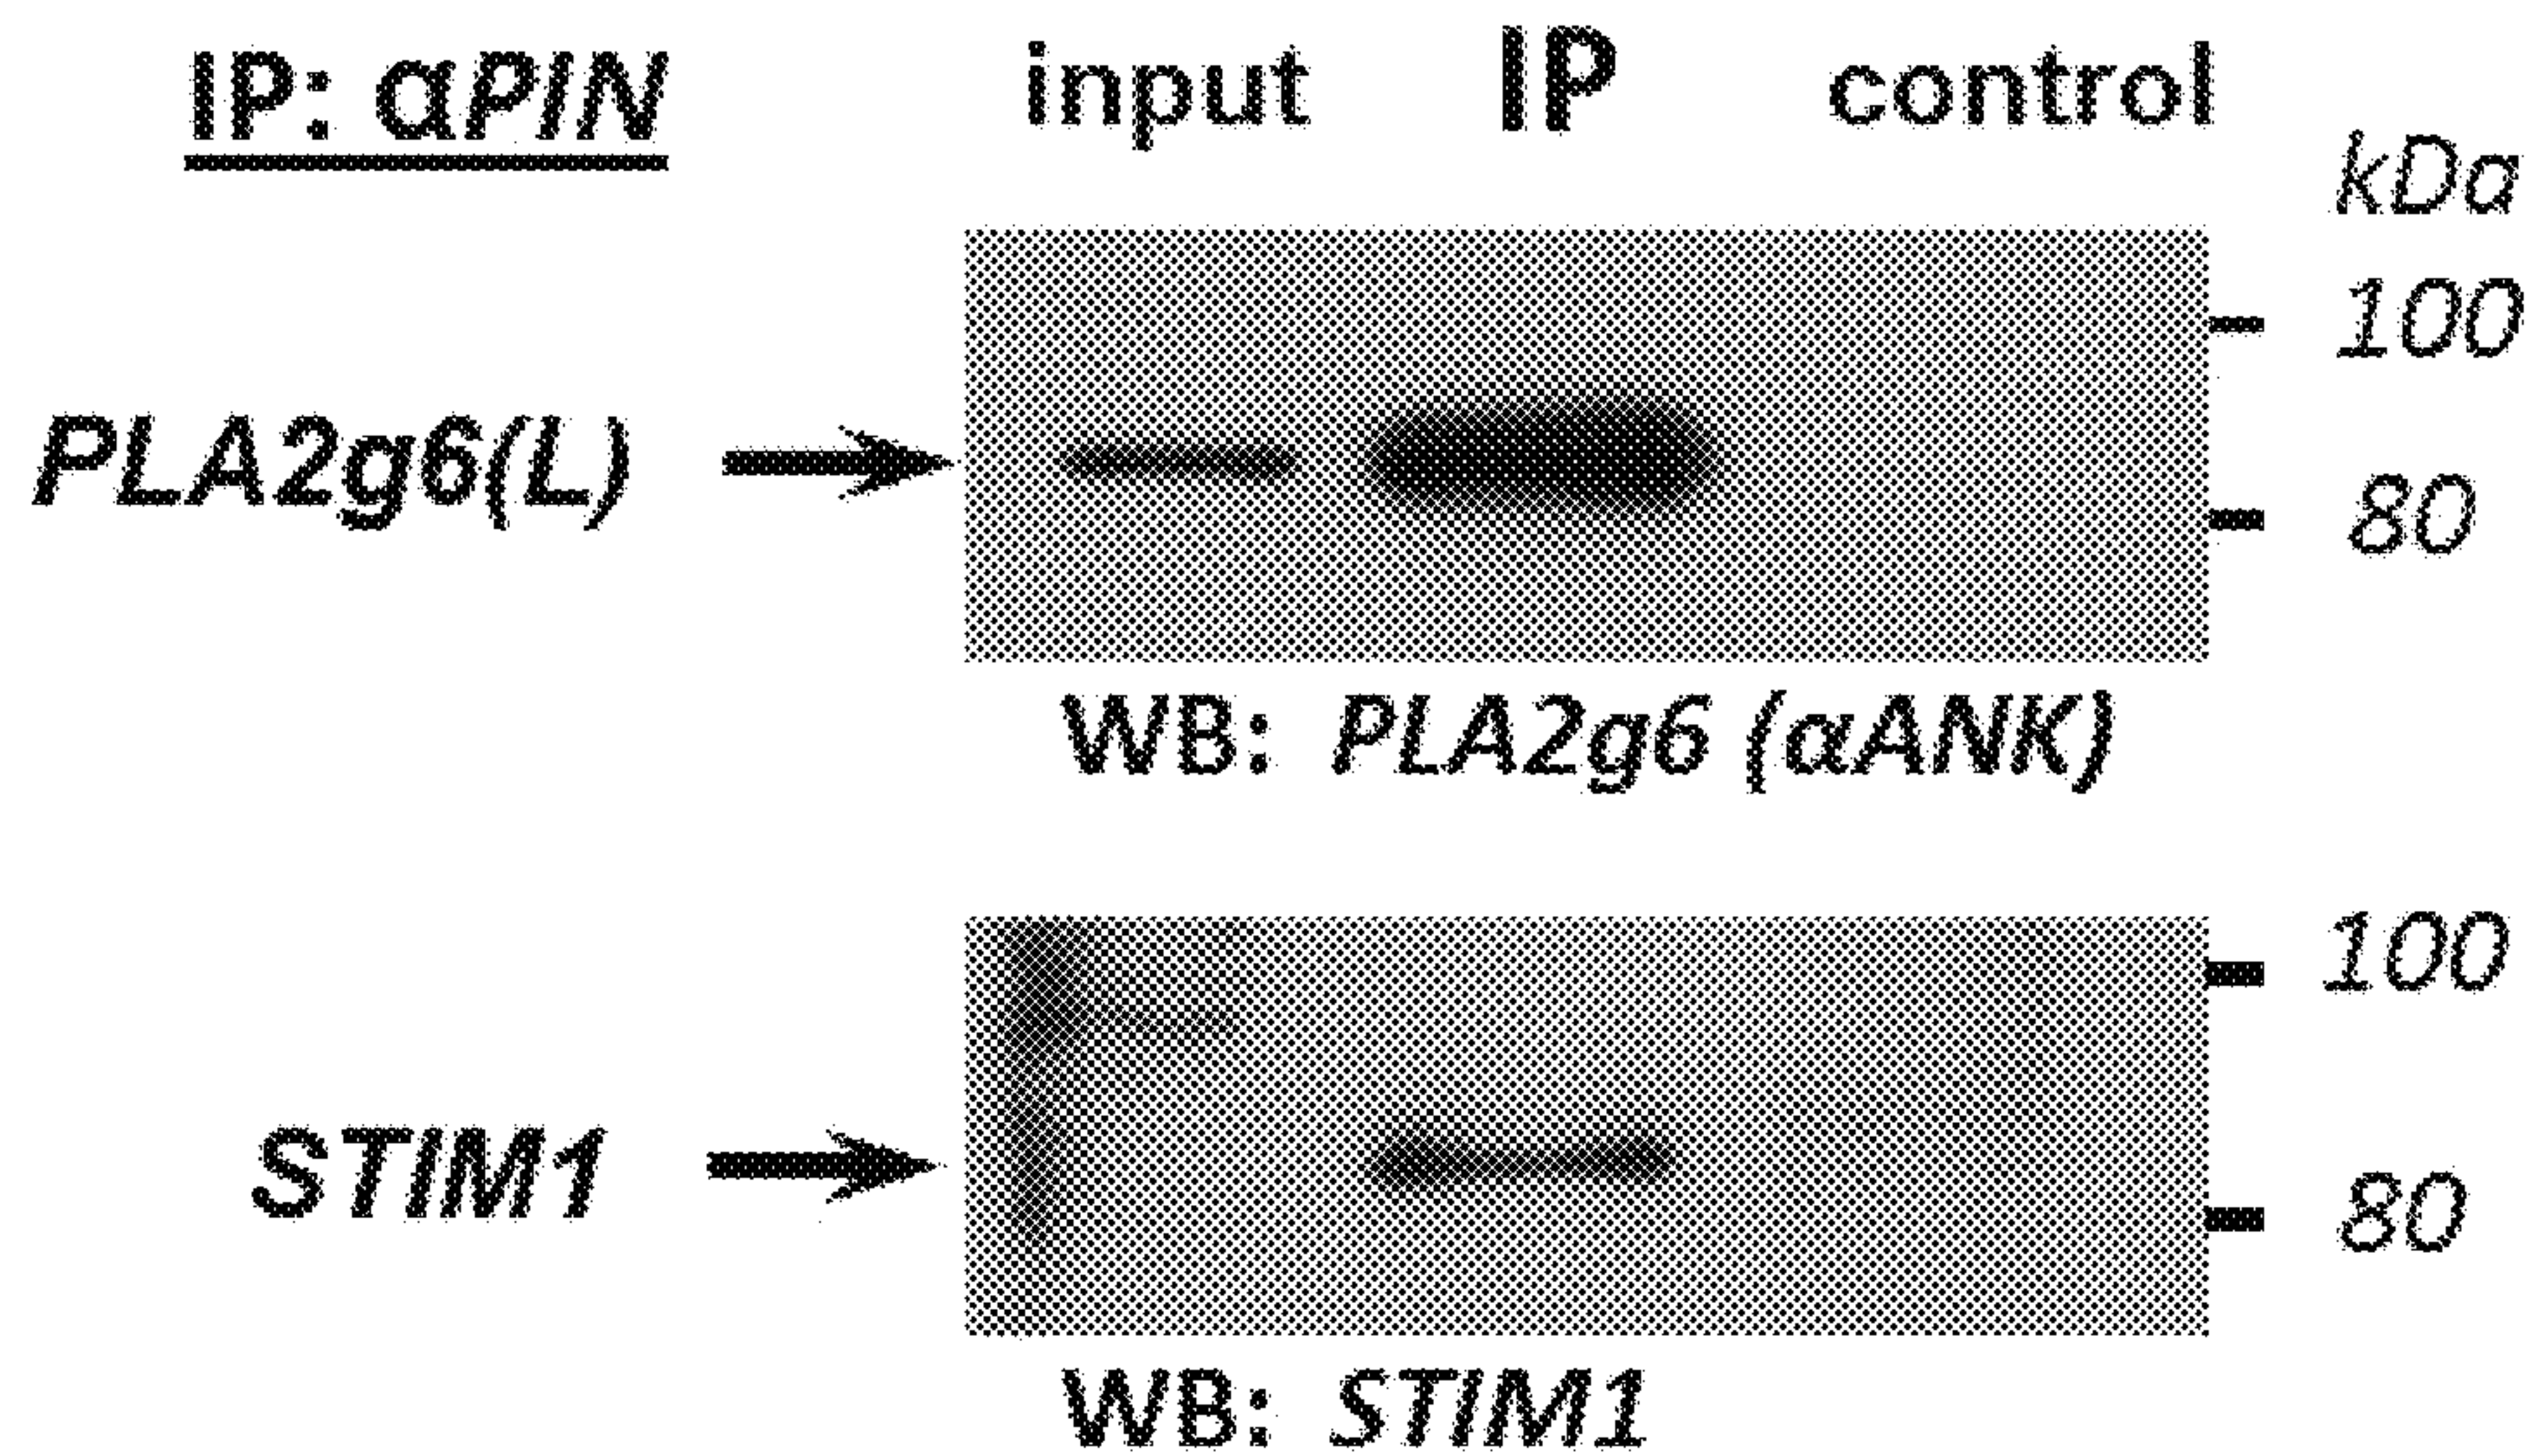 IP: αPIN input IP control
kDa
100
PLA2g6(L)
80
WB: PLA2g6 (αANK)
100
STIM1
80
WB: STIM1